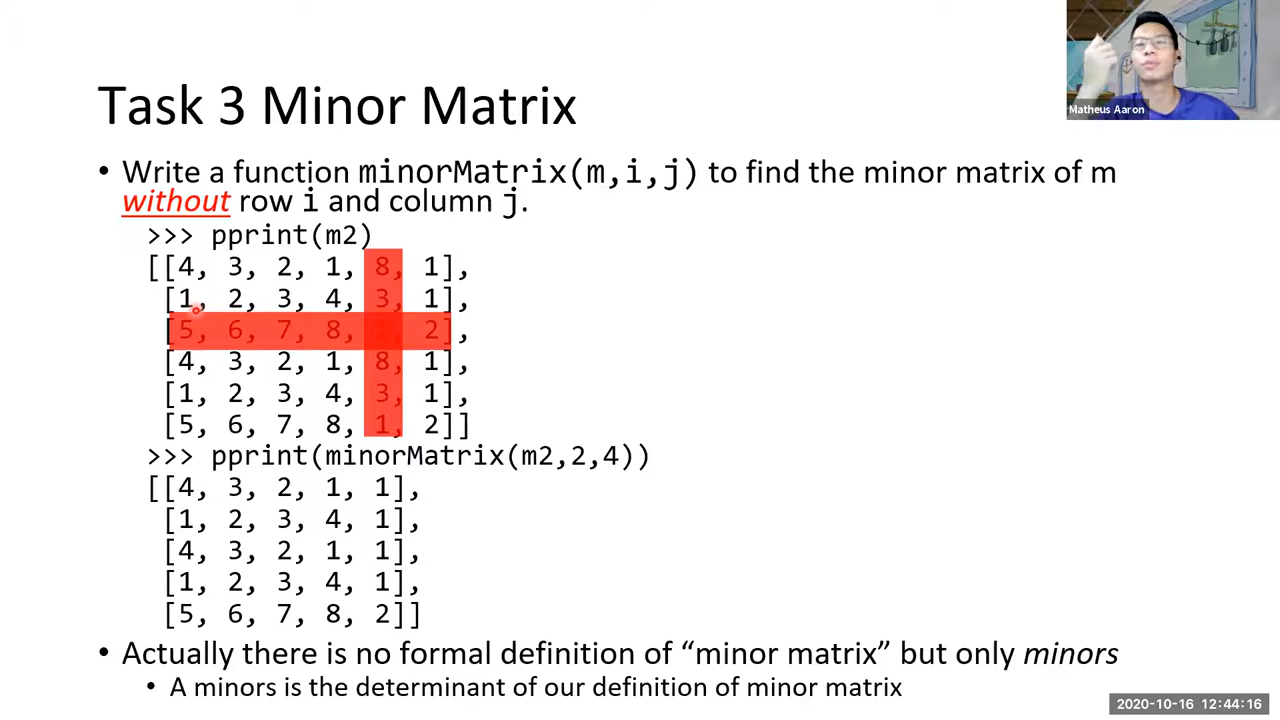 Matheus Aaron
Task 3 Minor Matrix
• Write a function minorMatrix(m,i,j) to find the minor matrix of m
without row i and column j.
>>> pprint(m2)
[[4, 3, 2, 1, 8, 1],
[1, 2, 3, 4, 3, 1],
[5, 6, 7, 8, 2],
[4, 3, 2, 1, 8, 1],
[1, 2, 3, 4, 3, 1],
[5, 6, 7, 8, 1, 2]]
>>> pprint(minorMatrix(m2,2,4))
[[4, 3, 2, 1, 1],
[1, 2, 3, 4, 1],
[4, 3, 2, 1, 1],
[1, 2, 3, 4, 1],
[5, 6, 7, 8, 2]]
• Actually there is no formal definition of “minor matrix” but only minors
• A minors is the determinant of our definition of minor matrix
2020-10-16 12:44:16